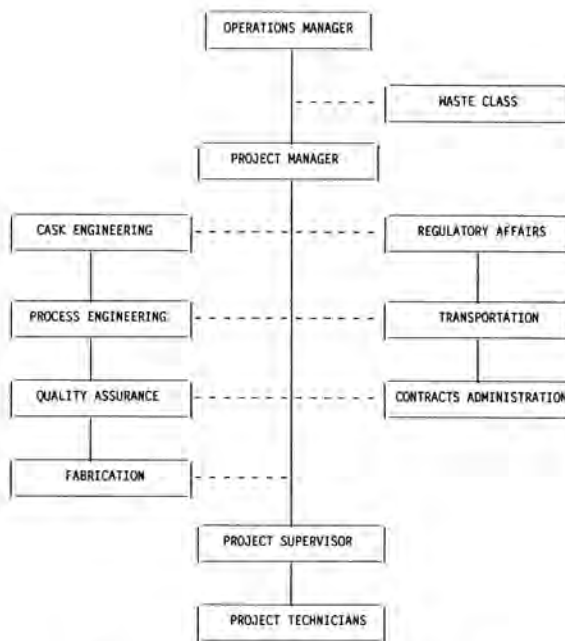 OPERATIONS MANAGER
WASTE CLASS
PROJECT MANAGER
CASK ENGINEERING
REGULATORY AFFAIRS
PROCESS ENGINEERING
TRANSPORTATION
QUALITY ASSURANCE
CONTRACTS ADMINISTRATION
FABRICATION
PROJECT SUPERVISOR
PROJECT TECHNICIANS